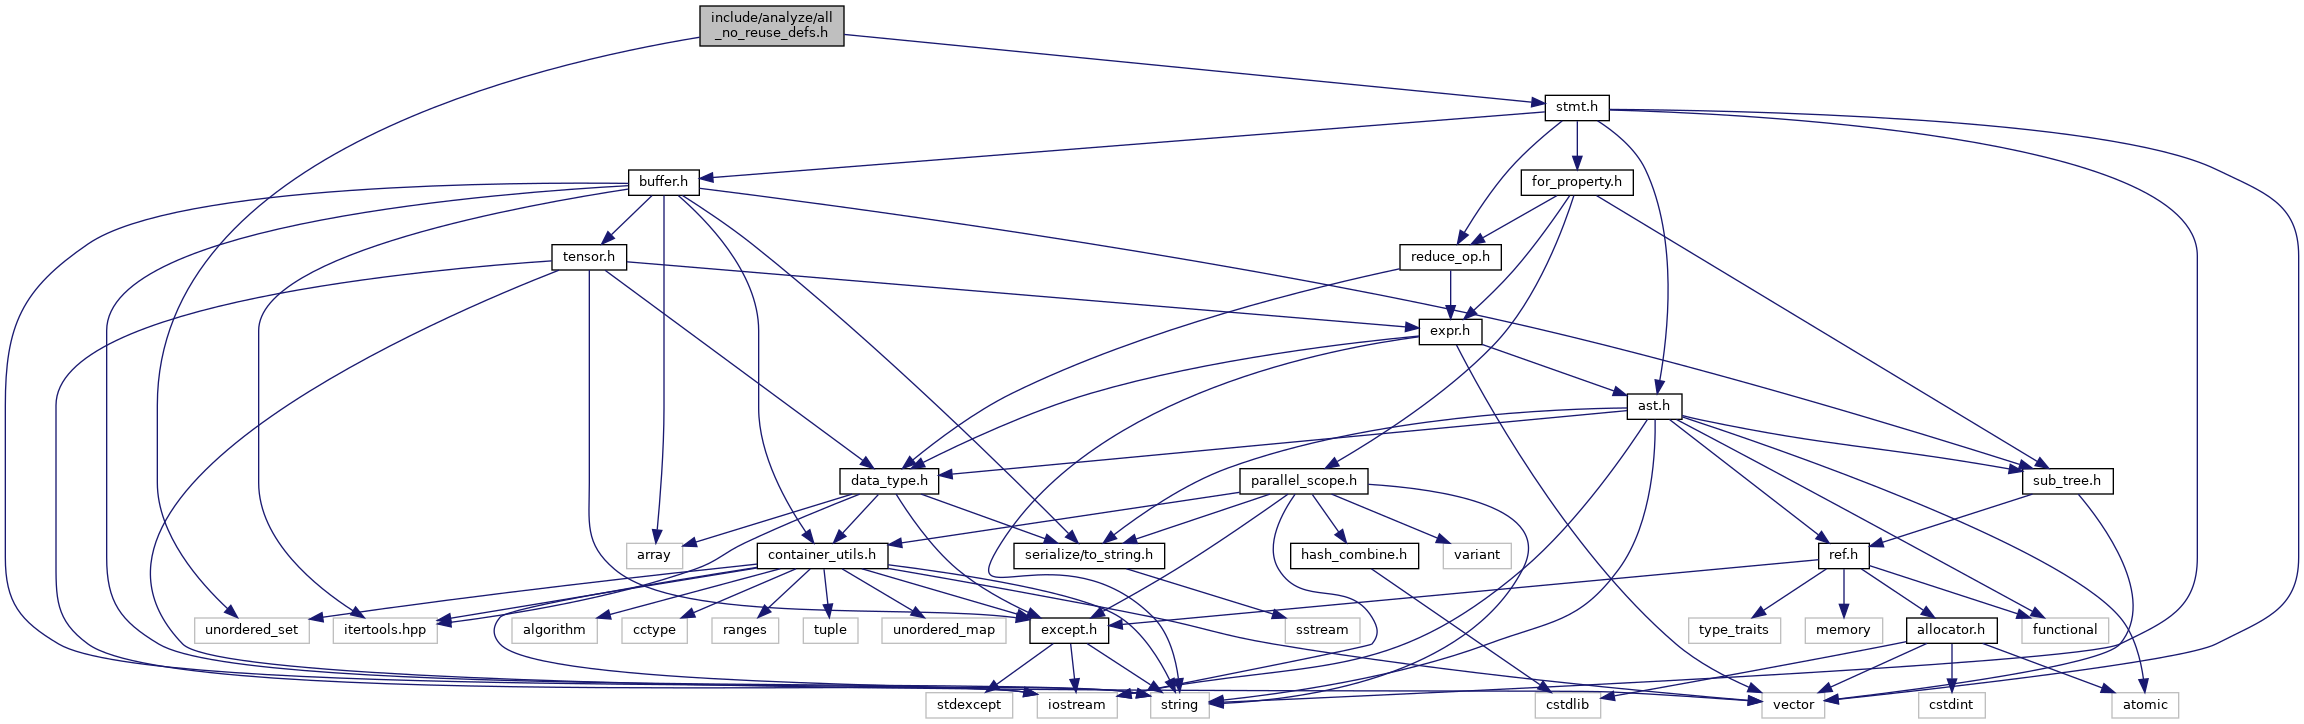 include/analyze/all
_no_reuse_defs.h
stmt.h
buffer.h
for_property.h
tensor.h
reduce_op.h
expr.h
ast.h
data_type.h
parallel_scope.h
sub_tree.h
array
container_utils.h
serialize/to_string.h
hash_combine.h
variant
ref.h
unordered_set
itertools.hpp
algorithm
cctype
ranges
tuple
unordered_map
except.h
sstream
type_traits
memory
allocator.h
functional
stdexcept
iostream
string
cstdlib
vector
cstdint
atomic